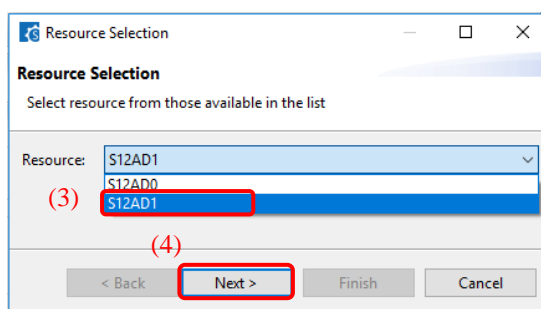 Resource Selection
Resource Selection
Select resource from those available in the list
Resource: S12AD1
S12AD0
(3) S12AD1
(4)
< Back Next > Finish Cancel